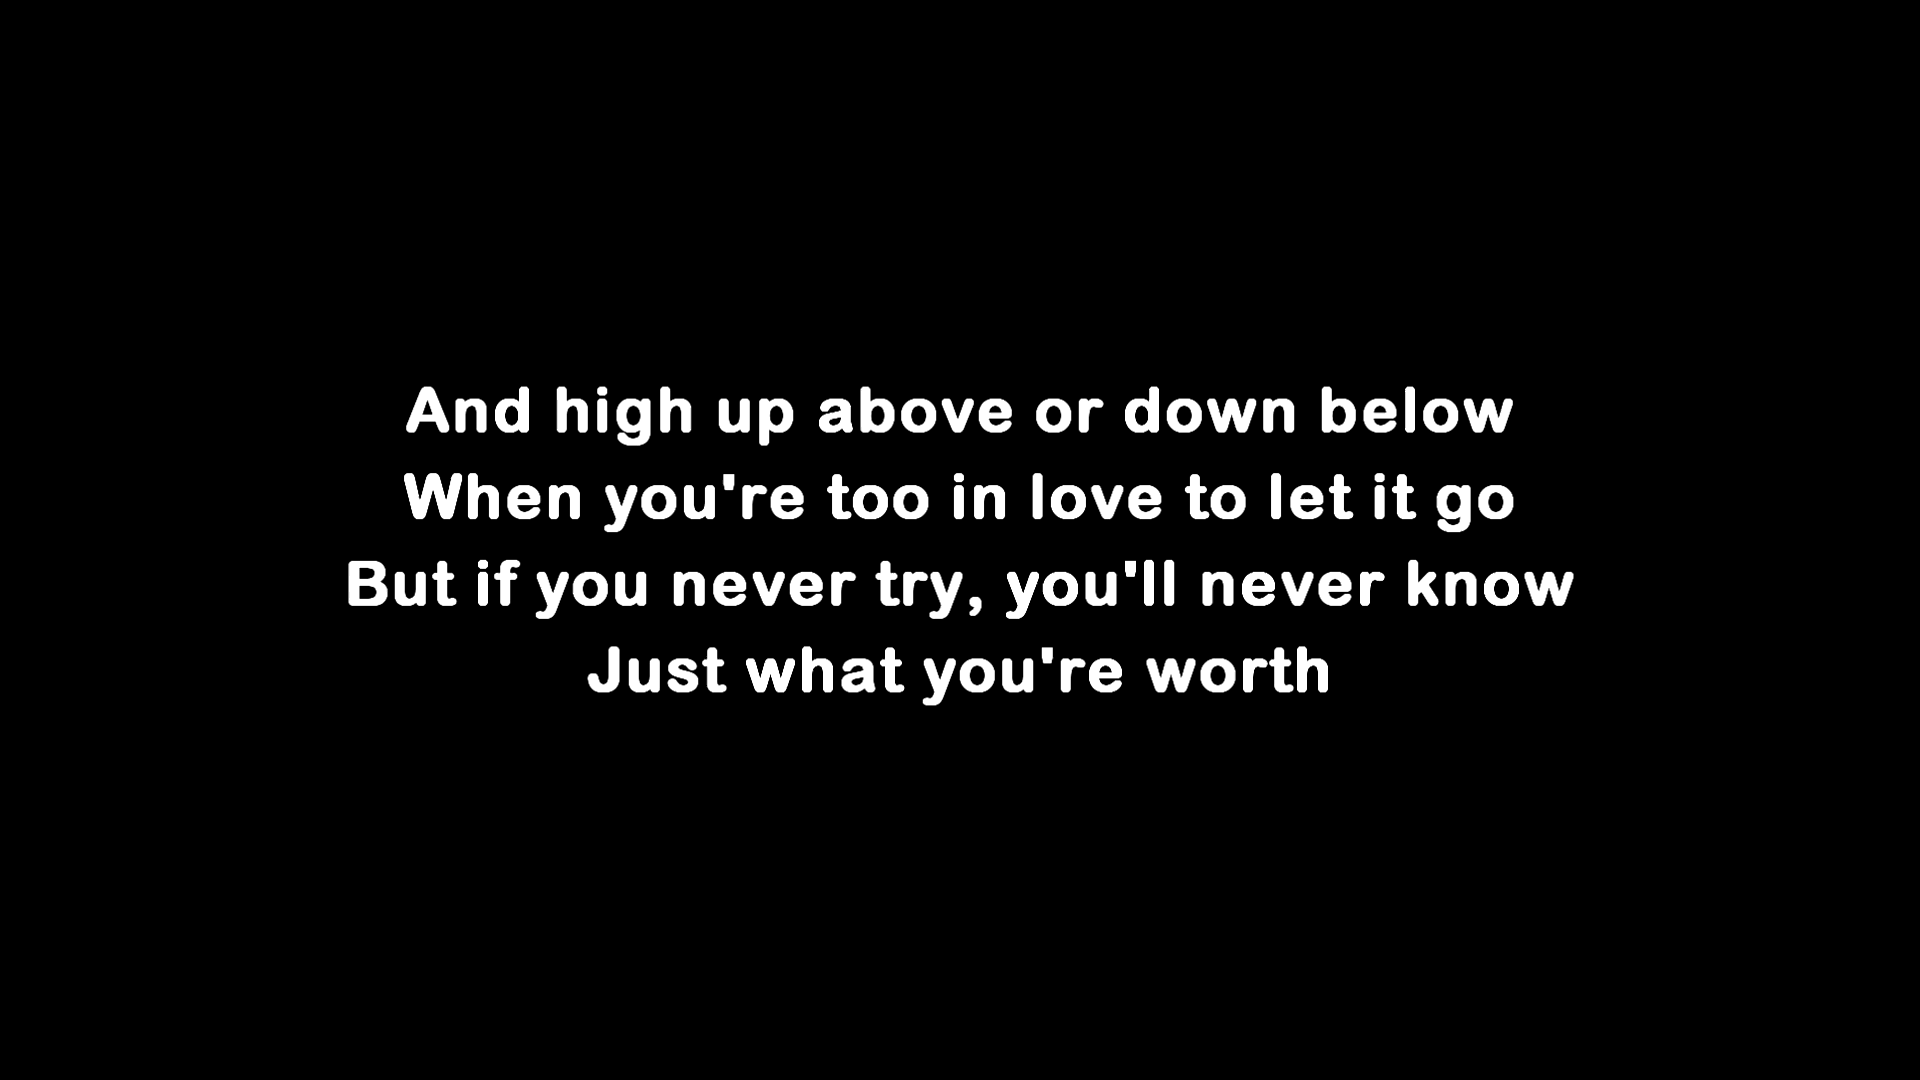 And high up above or down below
When you're too in love to let it go
But if you never try, you'll never know
Just what you're worth